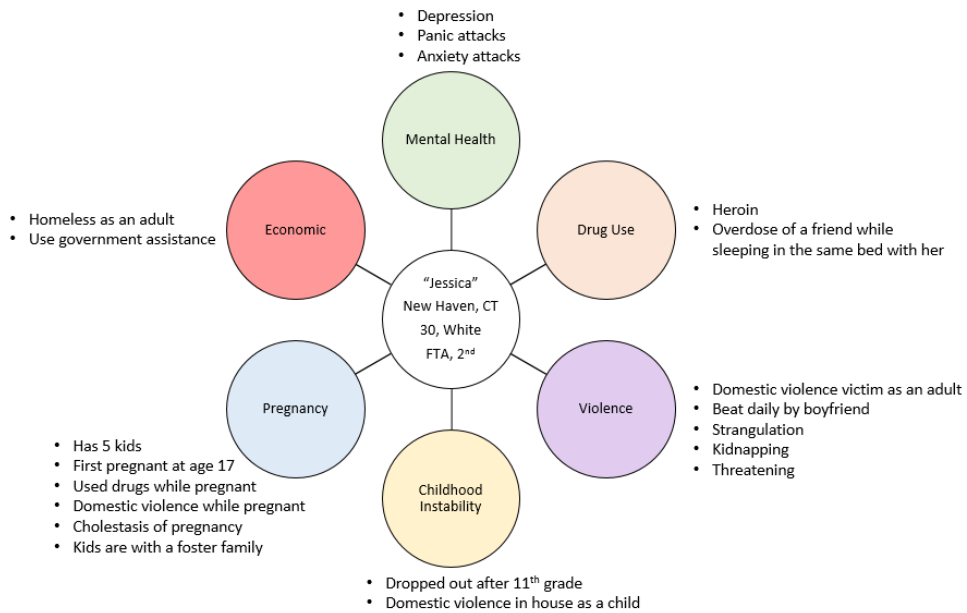 • Depression
• Panic attacks
• Anxiety attacks
Mental Health
• Homeless as an adult
• Use government assistance
Economic
Drug Use
• Heroin
• Overdose of a friend while
sleeping in the same bed with her
“Jessica”
New Haven, CT
30, White
FTA, 2nd
Pregnancy
• Has 5 kids
• First pregnant at age 17
• Used drugs while pregnant
• Domestic violence while pregnant
• Cholestasis of pregnancy
• Kids are with a foster family
Violence
• Domestic violence victim as an adult
• Beat daily by boyfriend
• Strangulation
• Kidnapping
• Threatening
Childhood
Instability
• Dropped out after 11th grade
• Domestic violence in house as a child